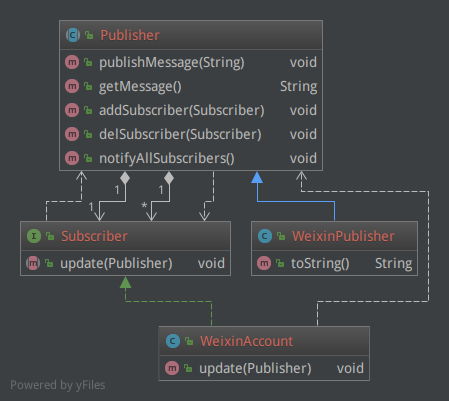 Publisher
publishMessage(String) void
getMessage() String
addSubscriber(Subscriber) void
delSubscriber(Subscriber) void
notifyAllSubscribers() void
1 1
1 *
Subscriber
update(Publisher) void
WeixinPublisher
toString() String
WeixinAccount
update(Publisher) void
Powered by yFiles